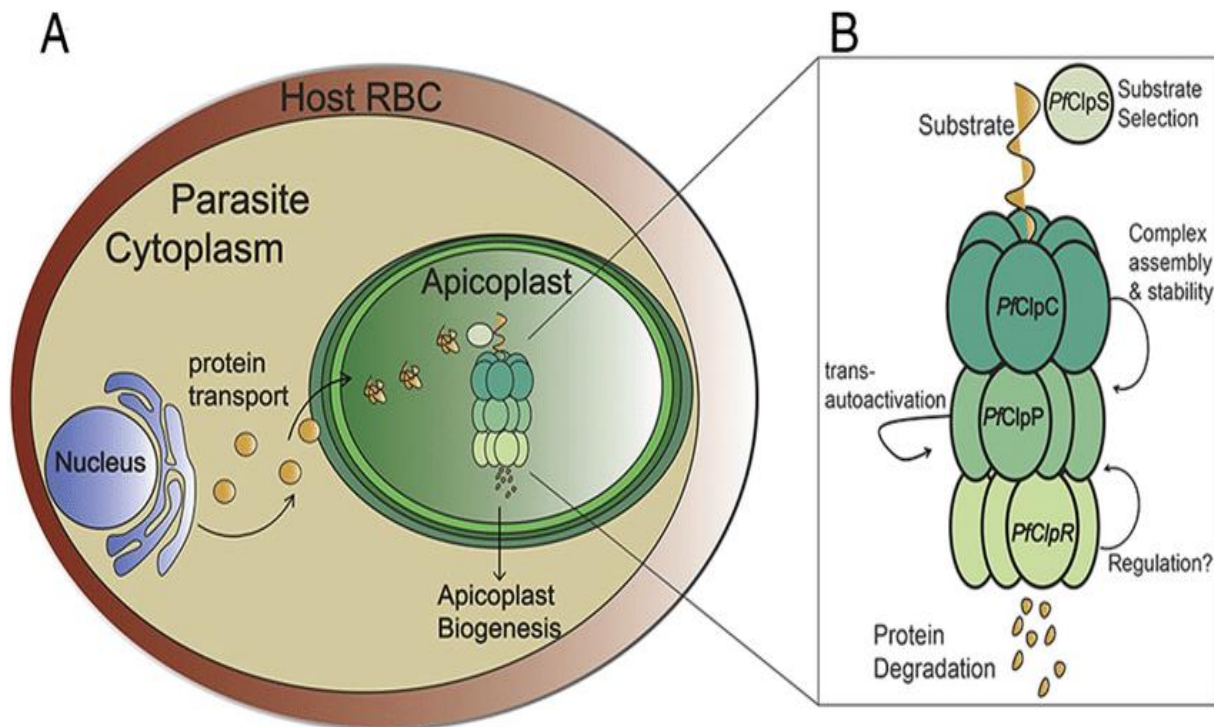 A
Host RBC
Parasite
Cytoplasm
Apicoplast
protein
transport
Nucleus
Apicoplast
Biogenesis
B
PfClpS
Substrate
Selection
Substrate
Complex
assembly
& stability
PfClpC
trans-
autoactivation
PfClpP
PfClpR
Regulation?
Protein
Degradation